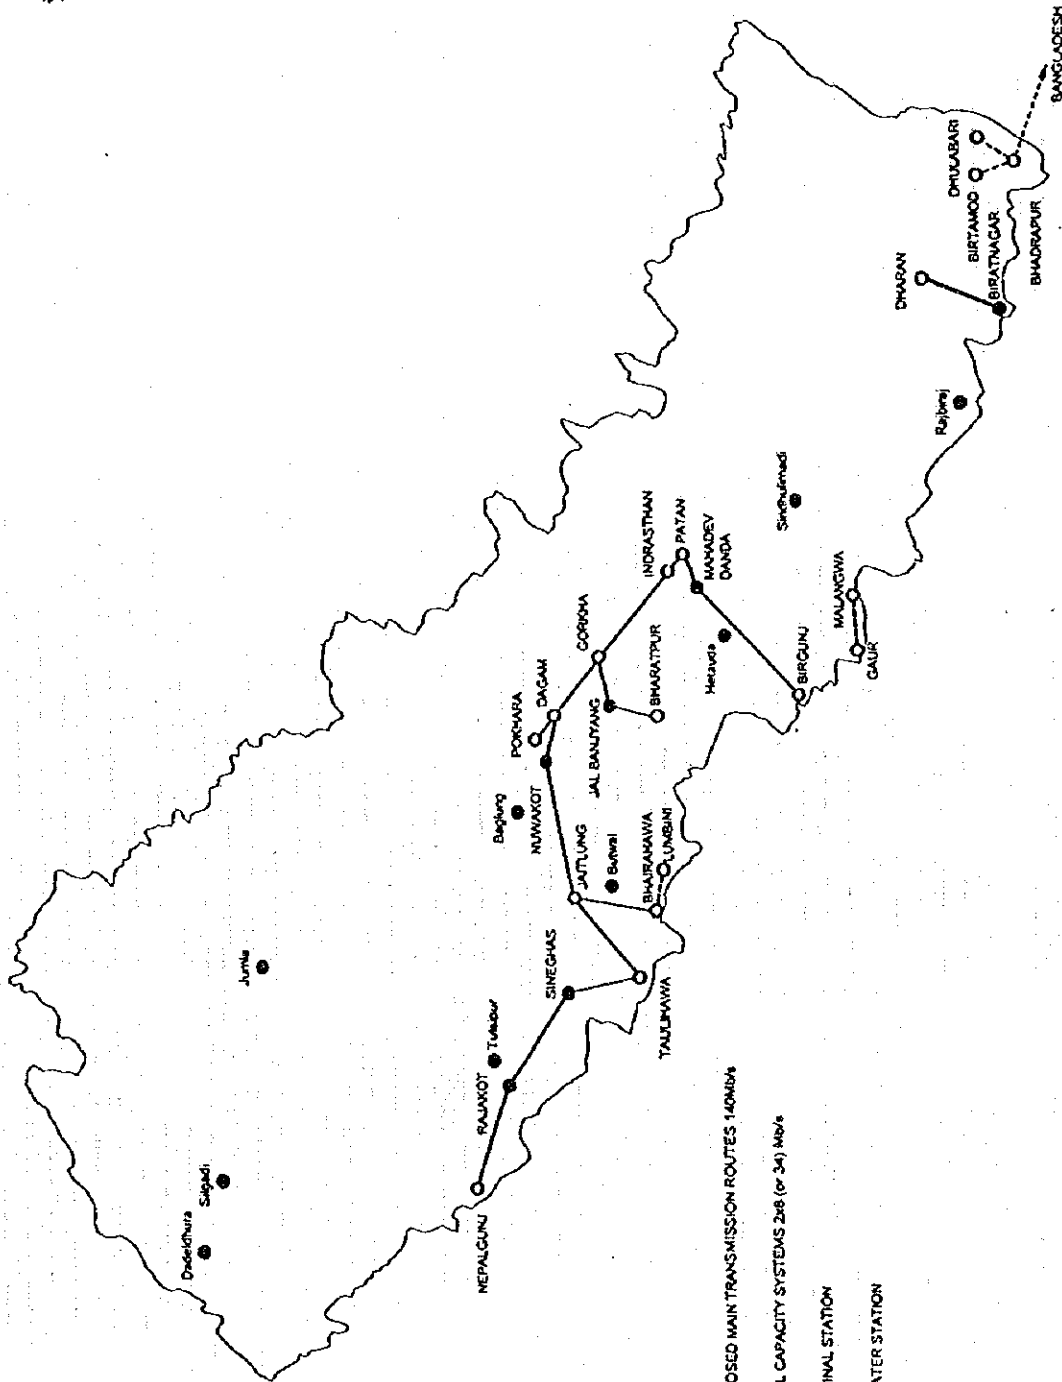 Dadeldhura
Silgadi
Jumla
NEPALGUNJ
RAJAKOT
Tulsipur
SINEGHAS
TAULIHAWA
JAITLUNG
Butwal
BHAIRAHAWA
LUMBINI
Baglung
NUWAKOT
POKHARA
DAGAM
GORKHA
JAL BANJYANG
BHARATPUR
INDRASTHAN
PATAN
MAHADEV
DANDA
Hetauda
BIRGUNJ
Sindhulimadi
MALANGWA
GAUR
Rajbiraj
DHARAN
BIRATNAGAR
BIRTAMOD
DHULABARI
BHADRAPUR
BANGLADESH
OSED MAIN TRANSMISSION ROUTES 140Mb/s
L CAPACITY SYSTEMS 2x8 (or 34) Mb/s
INAL STATION
ATER STATION